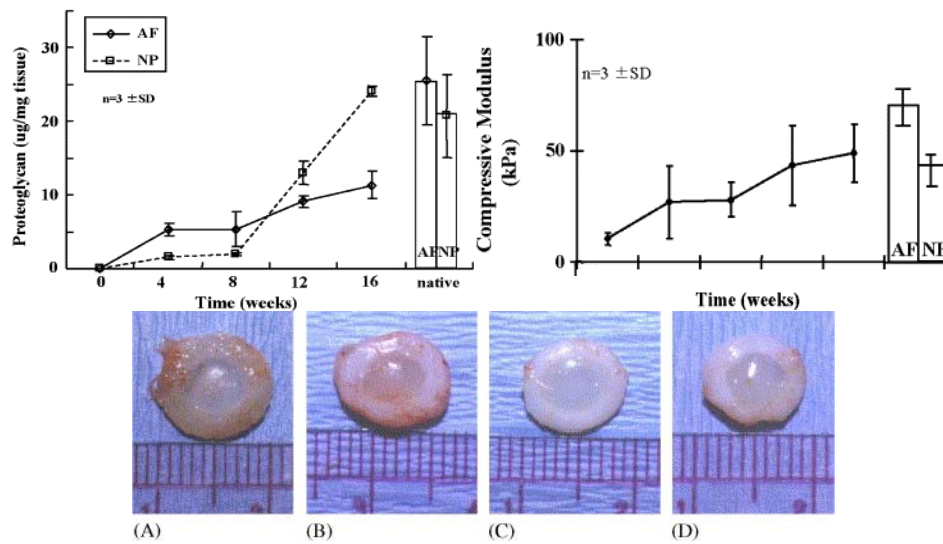 Proteoglycan (ug/mg tissue)
30
20
10
0
AF
NP
n=3 ±SD
0
4
8
12
16
AF
NP
native
Time (weeks)
Compressive Modulus
(kPa)
100
50
0
n=3 ±SD
AF
NP
Time (weeks)
(A)
(B)
(C)
(D)